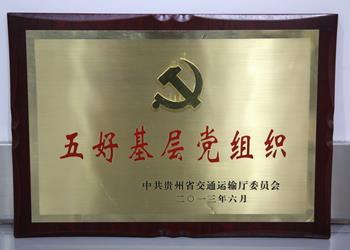 五好基层党组织
中共贵州省交通运输厅委员会
二〇一三年六月